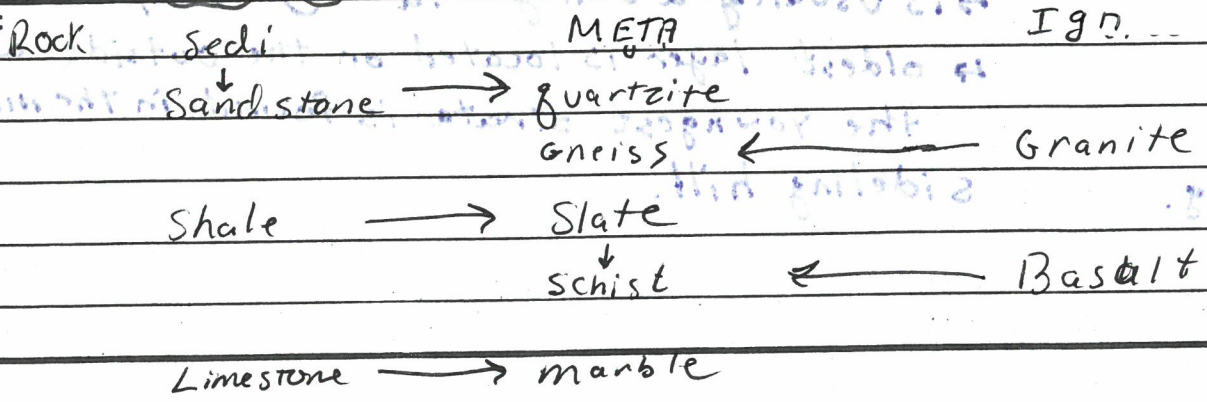 Rock Sedi META Ign...
↓
Sandstone → quartzite
Gneiss ← Granite
Shale → Slate
↓
Schist ← Basalt
Limestone → marble